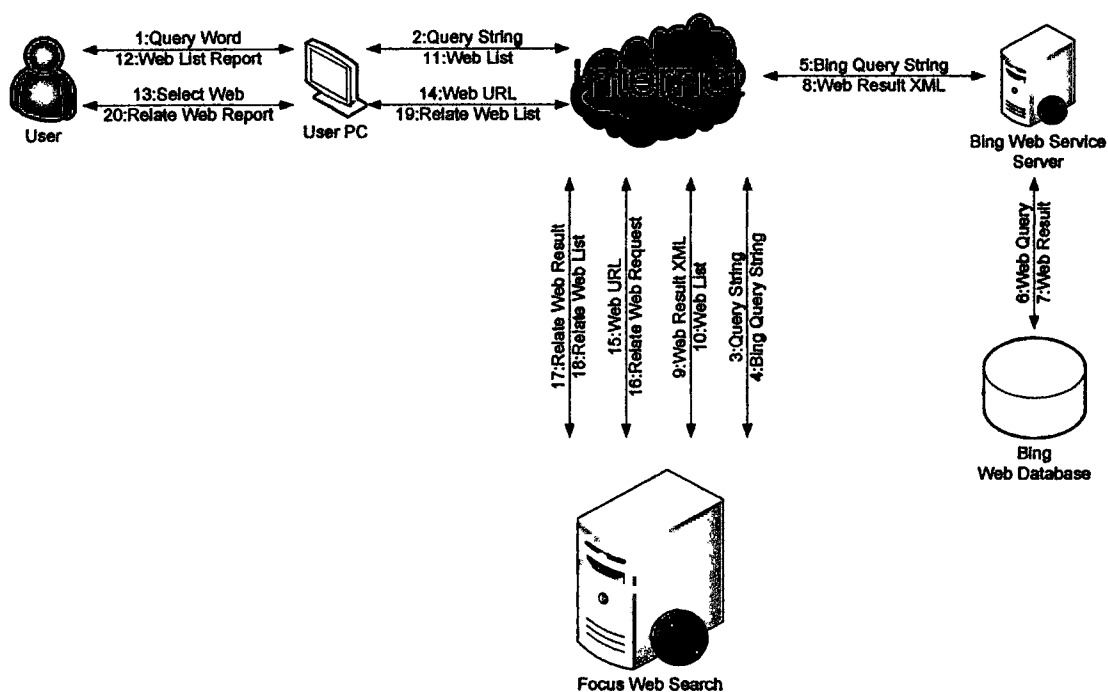 1:Query Word
12:Web List Report
13:Select Web
20:Relate Web Report
User
2:Query String
11:Web List
14:Web URL
19:Relate Web List
User PC
Internet
5:Bing Query String
8:Web Result XML
Bing Web Service
Server
17:Relate Web Result
18:Relate Web List
15:Web URL
16:Relate Web Request
9:Web Result XML
10:Web List
3:Query String
4:Bing Query String
6:Web Query
7:Web Result
Bing
Web Database
Focus Web Search